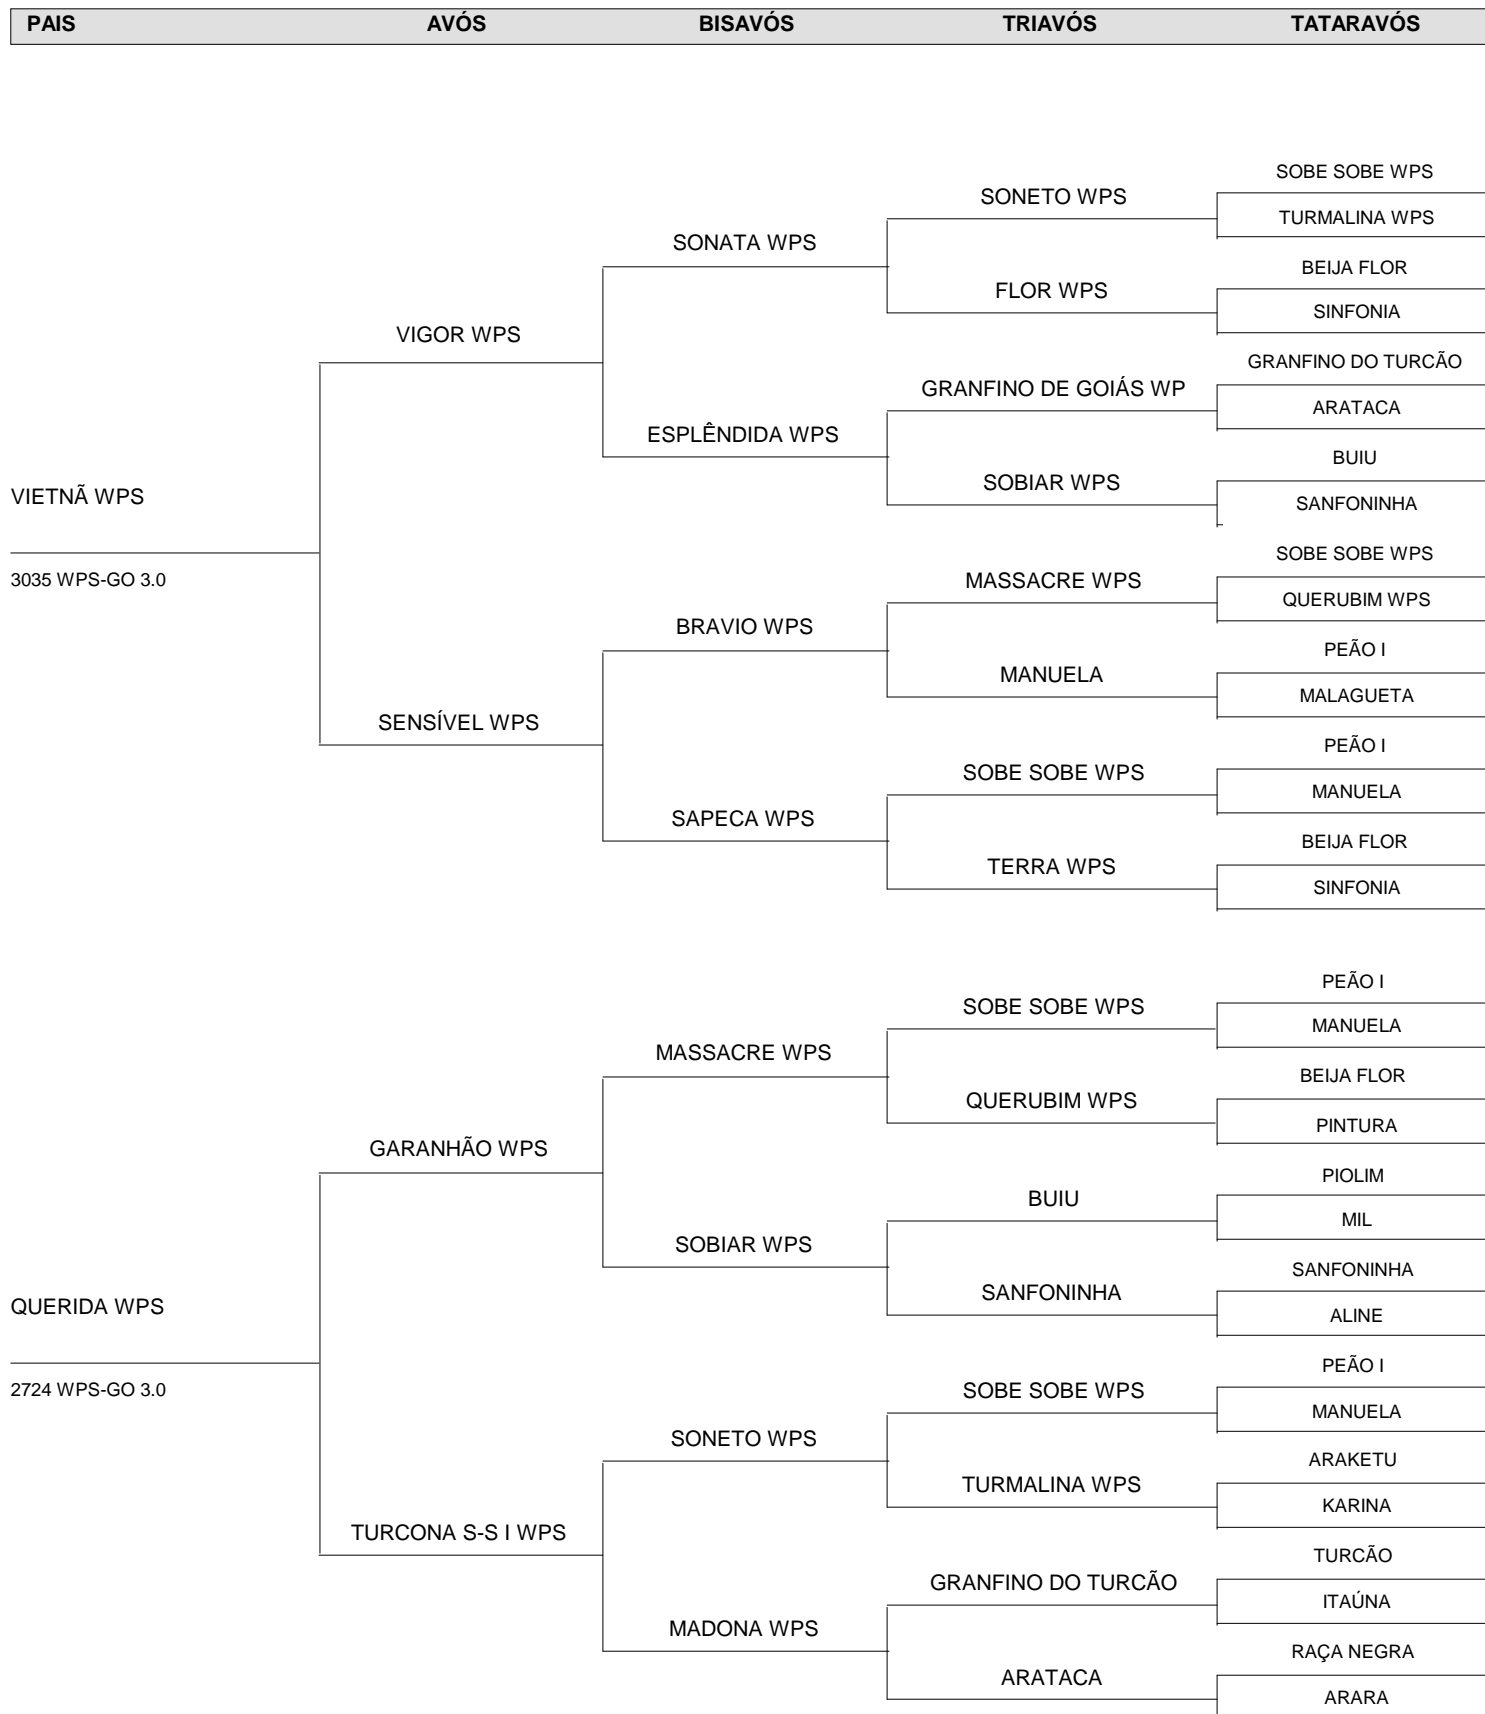 PAIS AVÓS BISAVÓS TRIAVÓS TATARAVÓS
SOBE SOBE WPS
SONETO WPS
TURMALINA WPS
SONATA WPS
BEIJA FLOR
FLOR WPS
SINFONIA
VIGOR WPS
GRANFINO DO TURCÃO
GRANFINO DE GOIÁS WP
ARATACA
ESPLÊNDIDA WPS
BUIU
SOBIAR WPS
VIETNÃ WPS
SANFONINHA
SOBE SOBE WPS
3035 WPS-GO 3.0
MASSACRE WPS
QUERUBIM WPS
BRAVIO WPS
PEÃO I
MANUELA
MALAGUETA
SENSÍVEL WPS
PEÃO I
SOBE SOBE WPS
MANUELA
SAPECA WPS
BEIJA FLOR
TERRA WPS
SINFONIA
PEÃO I
SOBE SOBE WPS
MANUELA
MASSACRE WPS
BEIJA FLOR
QUERUBIM WPS
PINTURA
GARANHÃO WPS
PIOLIM
BUIU
MIL
SOBIAR WPS
SANFONINHA
SANFONINHA
QUERIDA WPS
ALINE
PEÃO I
2724 WPS-GO 3.0
SOBE SOBE WPS
MANUELA
SONETO WPS
ARAKETU
TURMALINA WPS
KARINA
TURCONA S-S I WPS
TURCÃO
GRANFINO DO TURCÃO
ITAÚNA
MADONA WPS
RAÇA NEGRA
ARATACA
ARARA